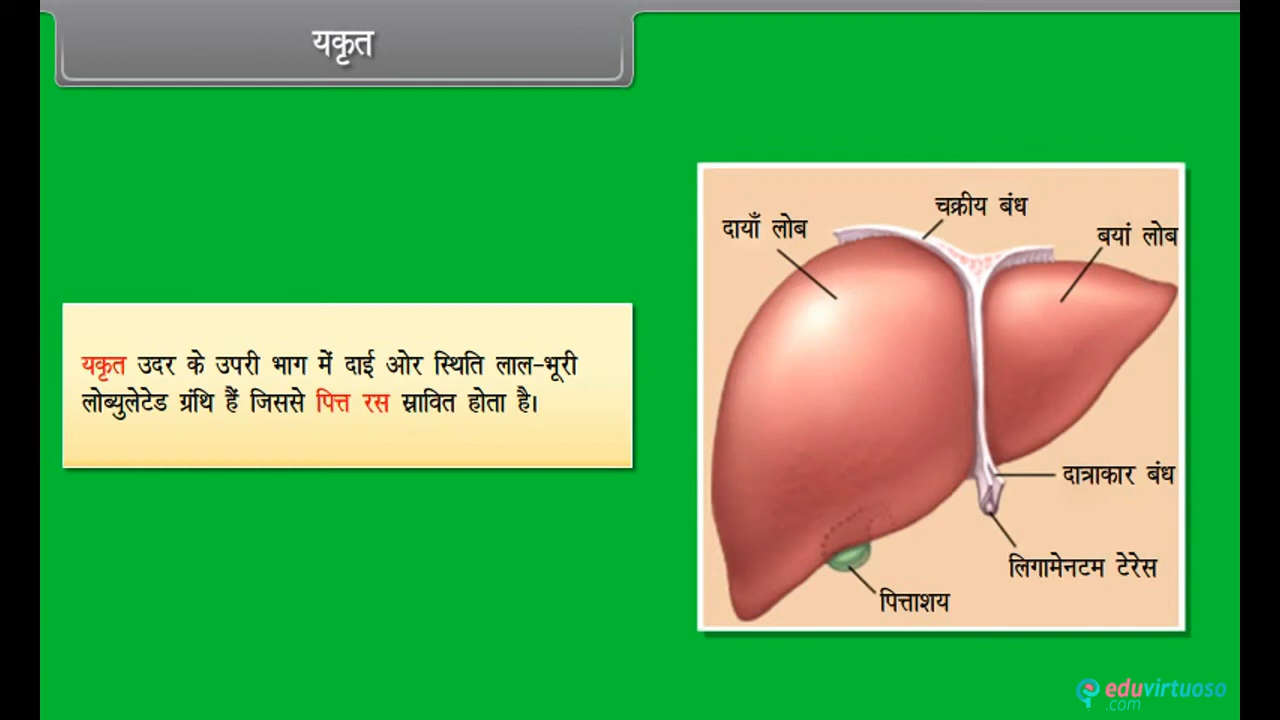 यकृत
यकृत उदर के उपरी भाग में दाई ओर स्थिति लाल-भूरी
लोब्युलेटेड ग्रंथि हैं जिससे पित्त रस स्रावित होता है।
चक्रीय बंध
दायाँ लोब
बयां लोब
दात्राकार बंध
लिगामेनटम टेरेस
पित्ताशय
eduvirtuoso
.com